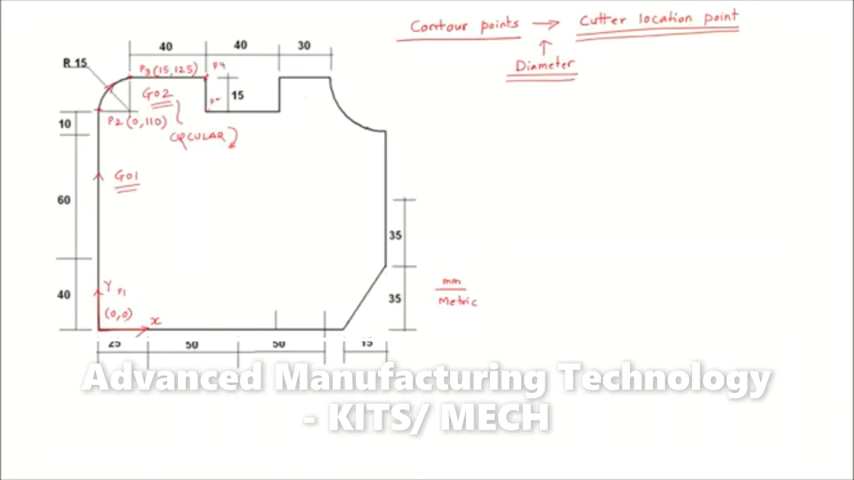 Contour points → Cutter location point
↑
Diameter
40
40
30
R 15
P3 (15,125)
P4
G02
15
P2 (0,110)
10
CIRCULAR
G01
60
35
40
Y P1
mm
Metric
35
(0,0)
X
25
50
50
15
Advanced Manufacturing Technology
- KITS/ MECH